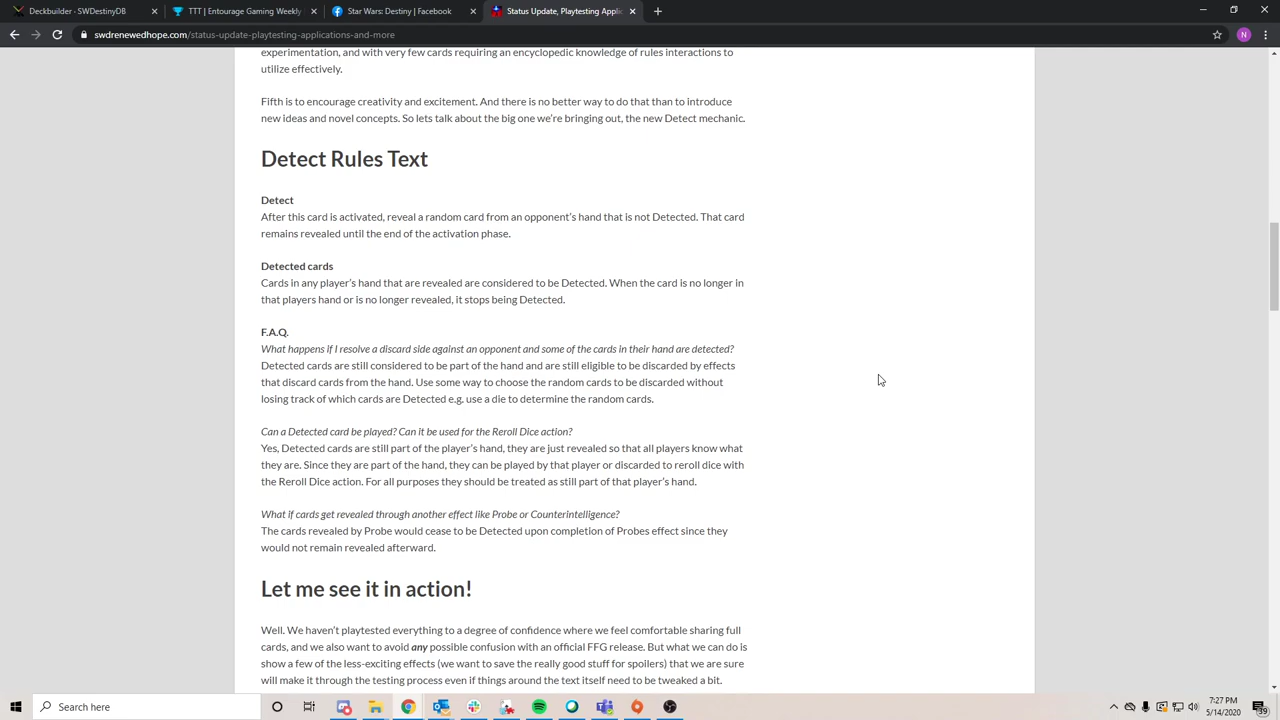 Deckbuilder - SWDestinyDB
TTT | Entourage Gaming Weekly
Star Wars: Destiny | Facebook
Status Update, Playtesting Applic
swdrenewedhope.com/status-update-playtesting-applications-and-more
N
experimentation, and with very few cards requiring an encyclopedic knowledge of rules interactions to
utilize effectively.
Fifth is to encourage creativity and excitement. And there is no better way to do that than to introduce
new ideas and novel concepts. So lets talk about the big one we're bringing out, the new Detect mechanic.
Detect Rules Text
Detect
After this card is activated, reveal a random card from an opponent's hand that is not Detected. That card
remains revealed until the end of the activation phase.
Detected cards
Cards in any player's hand that are revealed are considered to be Detected. When the card is no longer in
that players hand or is no longer revealed, it stops being Detected.
F.A.Q.
What happens if I resolve a discard side against an opponent and some of the cards in their hand are detected?
Detected cards are still considered to be part of the hand and are still eligible to be discarded by effects
that discard cards from the hand. Use some way to choose the random cards to be discarded without
losing track of which cards are Detected e.g. use a die to determine the random cards.
Can a Detected card be played? Can it be used for the Reroll Dice action?
Yes, Detected cards are still part of the player's hand, they are just revealed so that all players know what
they are. Since they are part of the hand, they can be played by that player or discarded to reroll dice with
the Reroll Dice action. For all purposes they should be treated as still part of that player's hand.
What if cards get revealed through another effect like Probe or Counterintelligence?
The cards revealed by Probe would cease to be Detected upon completion of Probes effect since they
would not remain revealed afterward.
Let me see it in action!
Well. We haven't playtested everything to a degree of confidence where we feel comfortable sharing full
cards, and we also want to avoid any possible confusion with an official FFG release. But what we can do is
show a few of the less-exciting effects (we want to save the really good stuff for spoilers) that we are sure
will make it through the testing process even if things around the text itself need to be tweaked a bit.
Search here
7:27 PM
5/14/2020
39